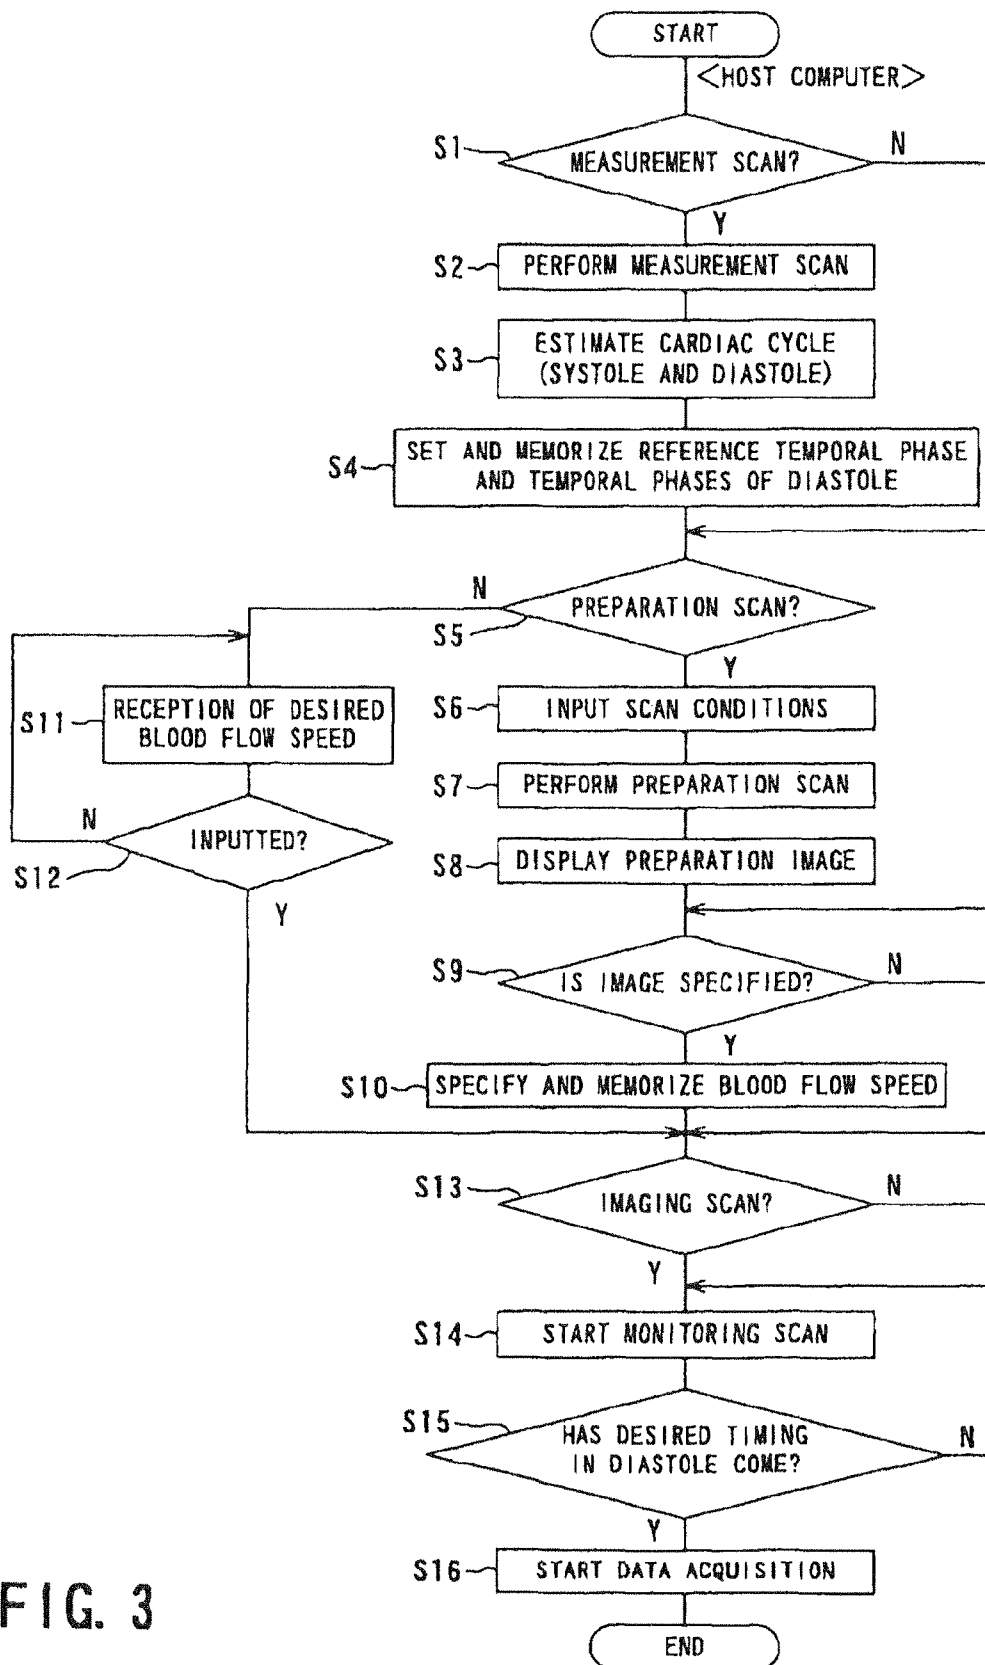 START
<HOST COMPUTER>
S1
MEASUREMENT SCAN?
N
Y
S2
PERFORM MEASUREMENT SCAN
S3
ESTIMATE CARDIAC CYCLE
(SYSTOLE AND DIASTOLE)
S4
SET AND MEMORIZE REFERENCE TEMPORAL PHASE
AND TEMPORAL PHASES OF DIASTOLE
N
S5
PREPARATION SCAN?
Y
S6
INPUT SCAN CONDITIONS
S11
RECEPTION OF DESIRED
BLOOD FLOW SPEED
S7
PERFORM PREPARATION SCAN
N
INPUTTED?
S12
Y
S8
DISPLAY PREPARATION IMAGE
S9
IS IMAGE SPECIFIED?
N
Y
S10
SPECIFY AND MEMORIZE BLOOD FLOW SPEED
S13
IMAGING SCAN?
N
Y
S14
START MONITORING SCAN
S15
HAS DESIRED TIMING
IN DIASTOLE COME?
N
Y
S16
START DATA ACQUISITION
END
FIG. 3